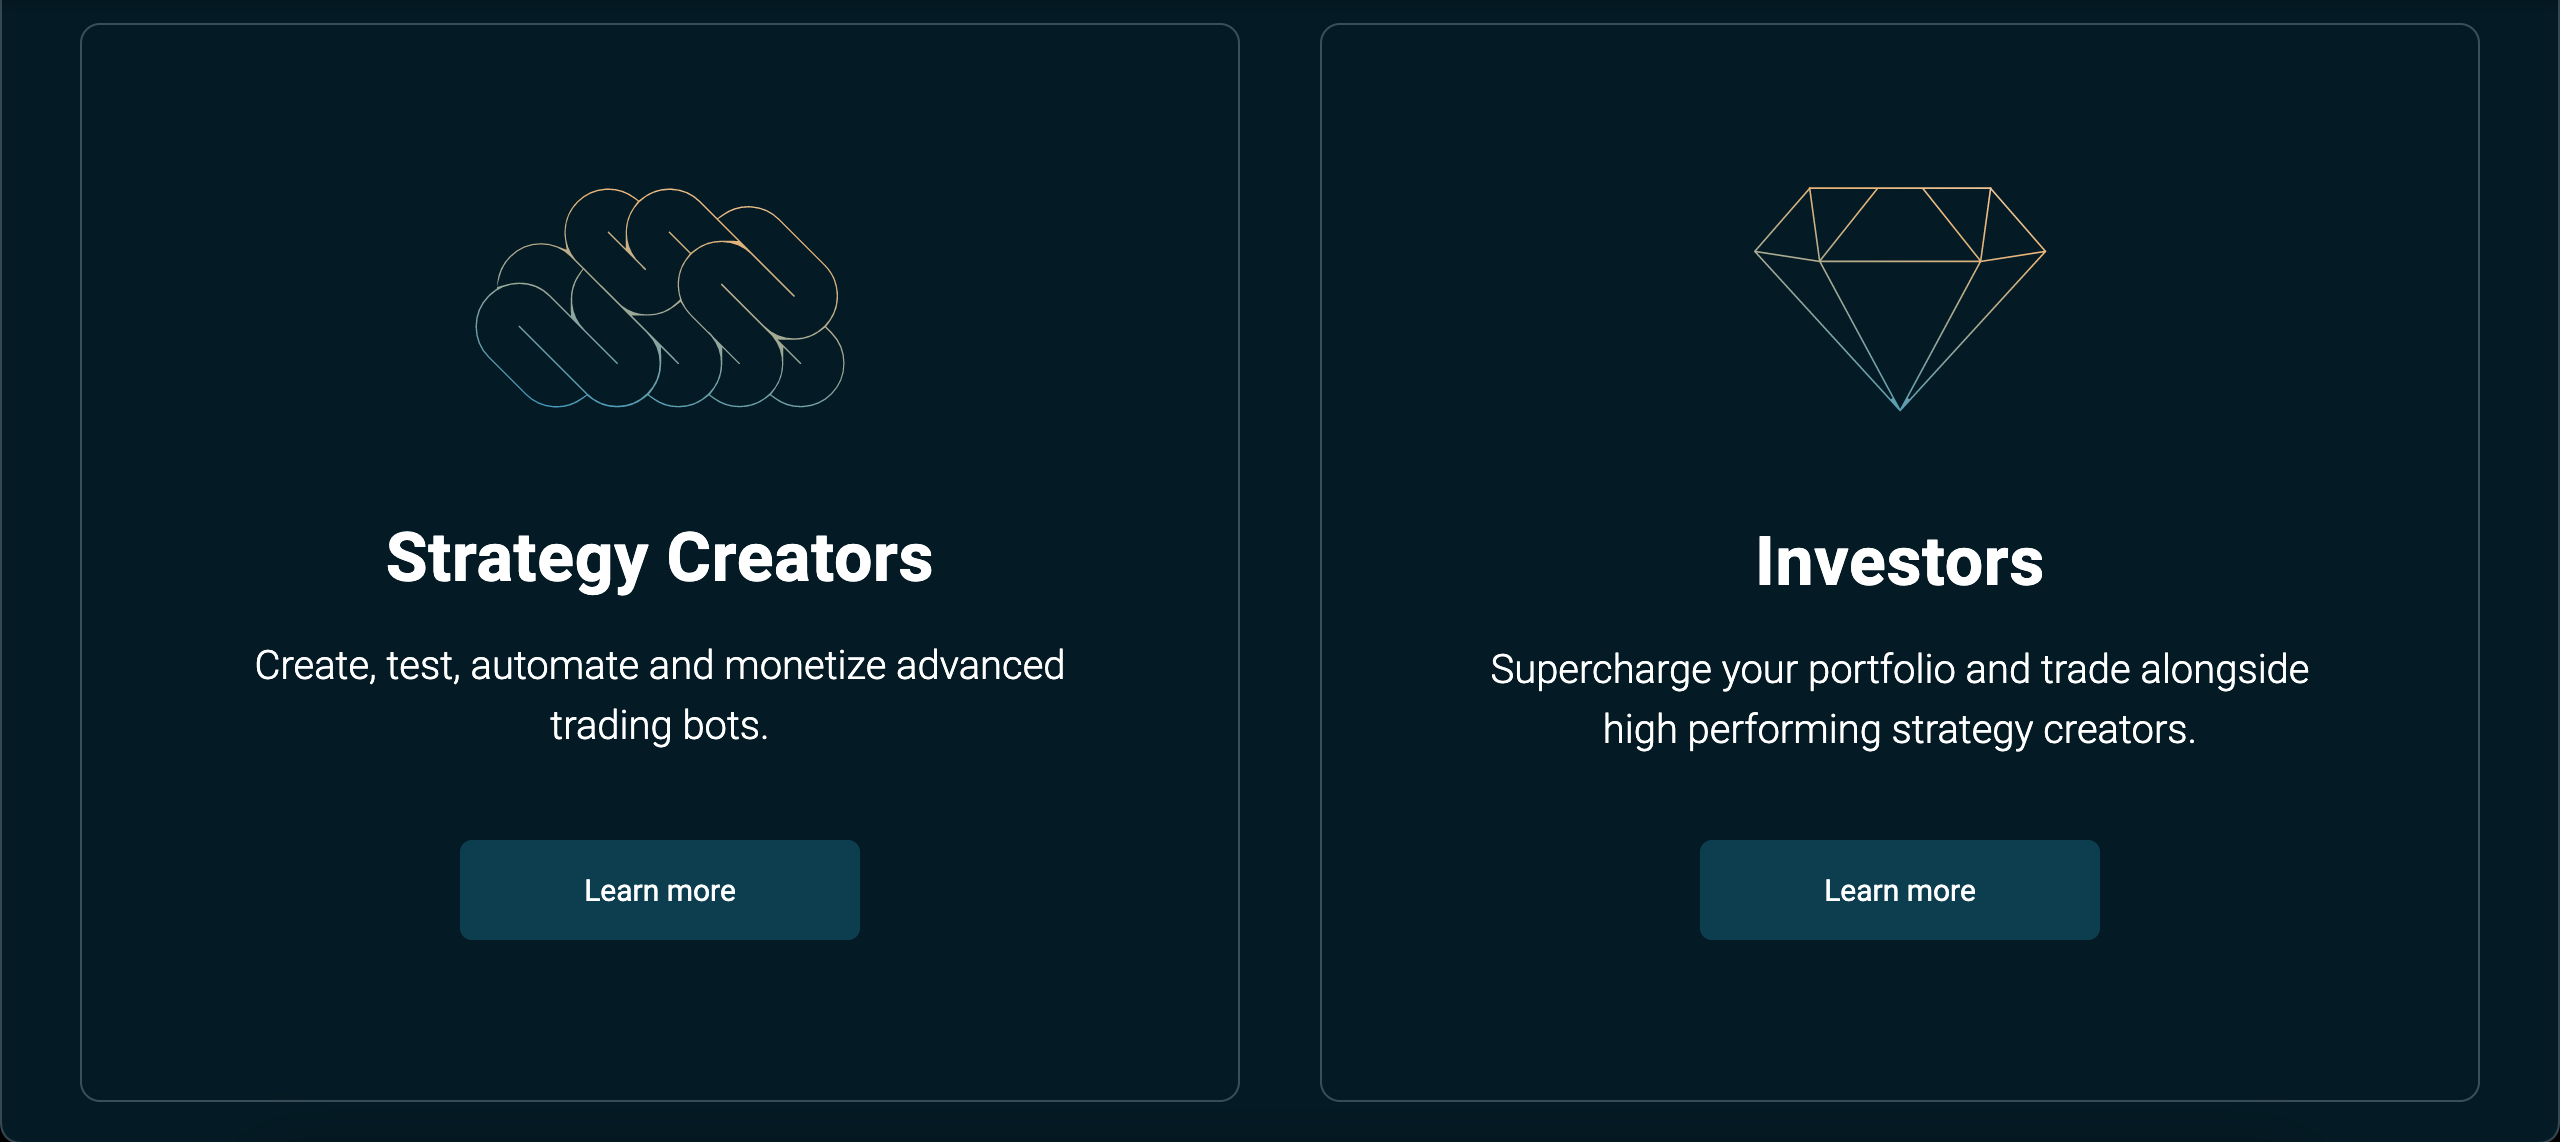 Strategy Creators
Create, test, automate and monetize advanced
trading bots.
Learn more
Investors
Supercharge your portfolio and trade alongside
high performing strategy creators.
Learn more